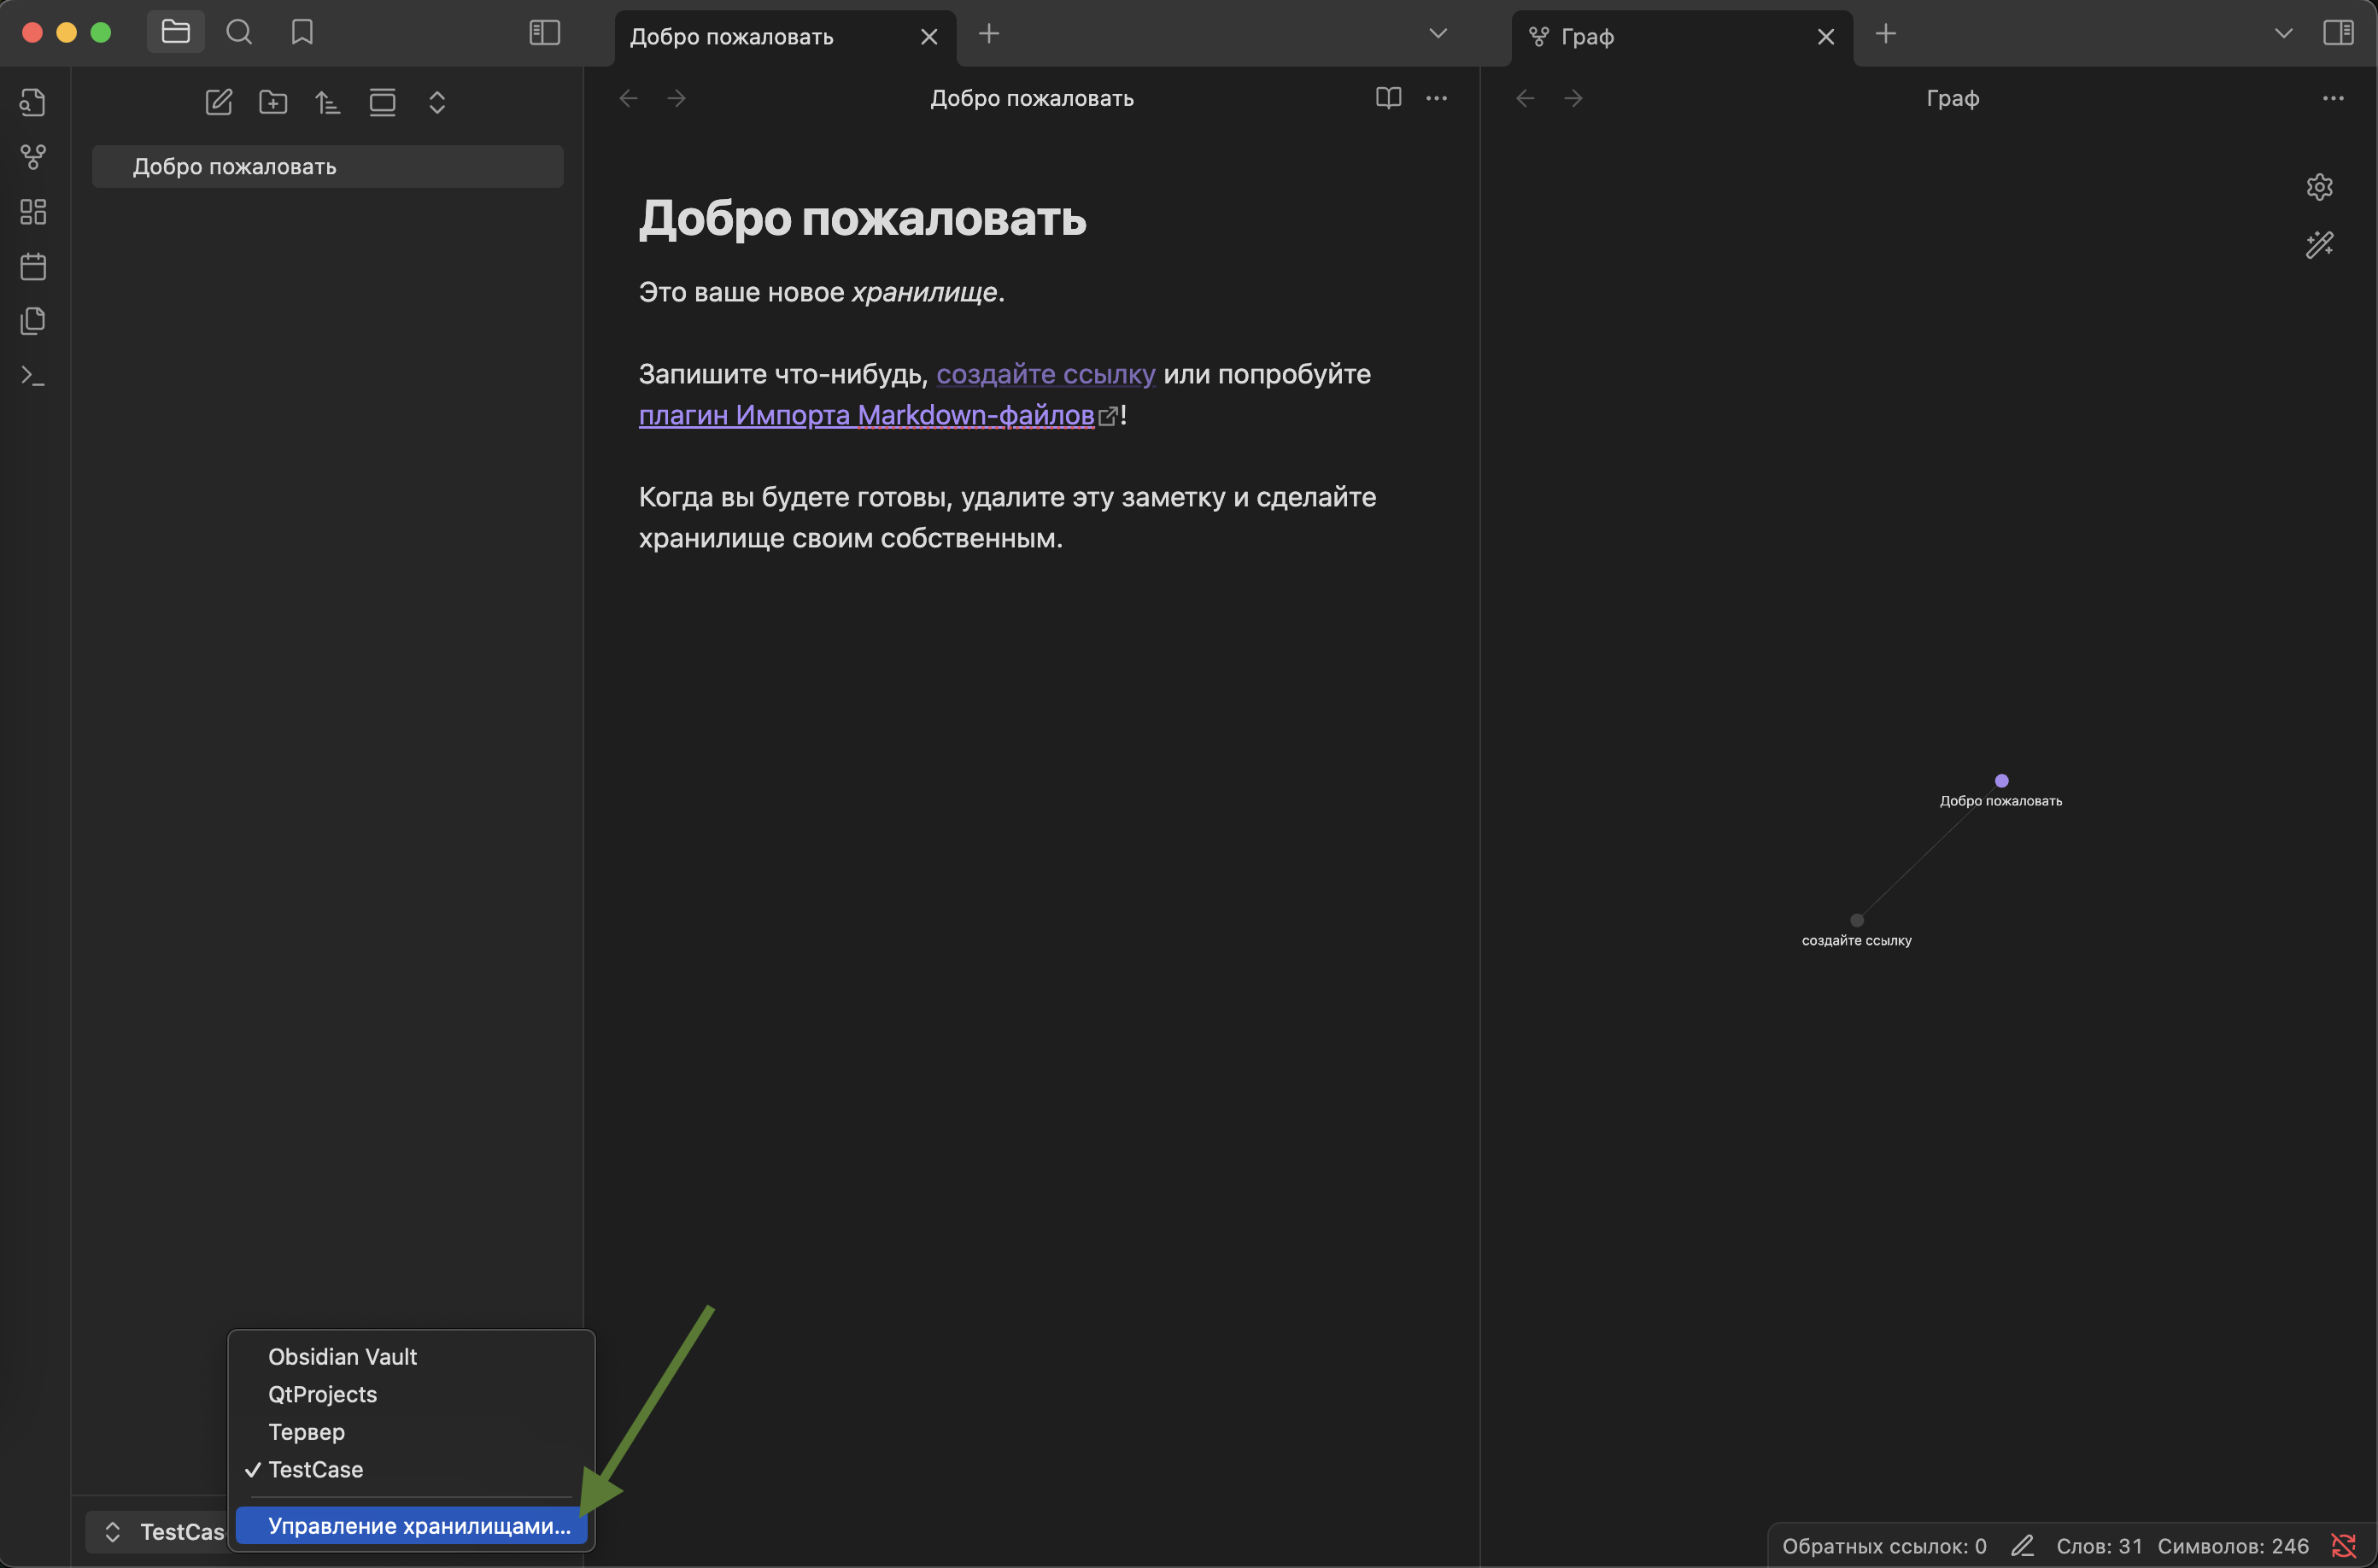 Добро пожаловать
Граф
Добро пожаловать
Граф
Добро пожаловать
Добро пожаловать
Это ваше новое хранилище.
Запишите что-нибудь, создайте ссылку или попробуйте
плагин Импорта Markdown-файлов!
Когда вы будете готовы, удалите эту заметку и сделайте
хранилище своим собственным.
Добро пожаловать
создайте ссылку
Obsidian Vault
QtProjects
Тервер
TestCase
Управление хранилищами...
TestCas
Обратных ссылок: 0 Слов: 31 Символов: 246